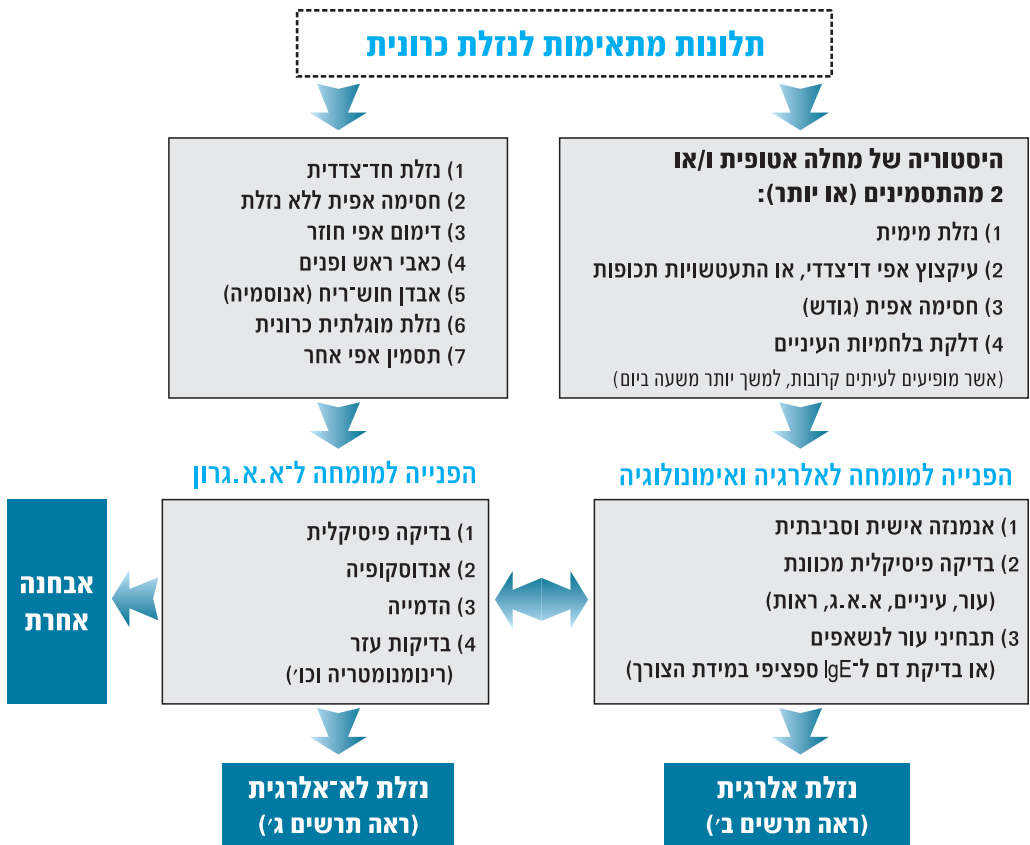 תלונות מתאימות לנזלת כרונית
היסטוריה של מחלה אטופית ו/או
2 מהתסמינים (או יותר):
1) נזלת מימית
2) עיקצוץ אפי דו־צדדי, או התעטשויות תכופות
3) חסימה אפית (גודש)
4) דלקת בלחמיות העיניים
(אשר מופיעים לעיתים קרובות, למשך יותר משעה ביום)
1) נזלת חד־צדדית
2) חסימה אפית ללא נזלת
3) דימום אפי חוזר
4) כאבי ראש ופנים
5) אבדן חוש־ריח (אנוסמיה)
6) נזלת מוגלתית כרונית
7) תסמין אפי אחר
הפנייה למומחה לאלרגיה ואימונולוגיה
1) אנמנזה אישית וסביבתית
2) בדיקה פיסיקלית מכוונת
(עור, עיניים, א.א.ג, ראות)
3) תבחיני עור לנשאפים
(או בדיקת דם ל־IgE ספציפי במידת הצורך)
הפנייה למומחה ל־א.א.גרון
1) בדיקה פיסיקלית
2) אנדוסקופיה
3) הדמייה
4) בדיקות עזר
(רינומנומטריה וכו׳)
אבחנה
אחרת
נזלת אלרגית
(ראה תרשים ב׳)
נזלת לא־אלרגית
(ראה תרשים ג׳)